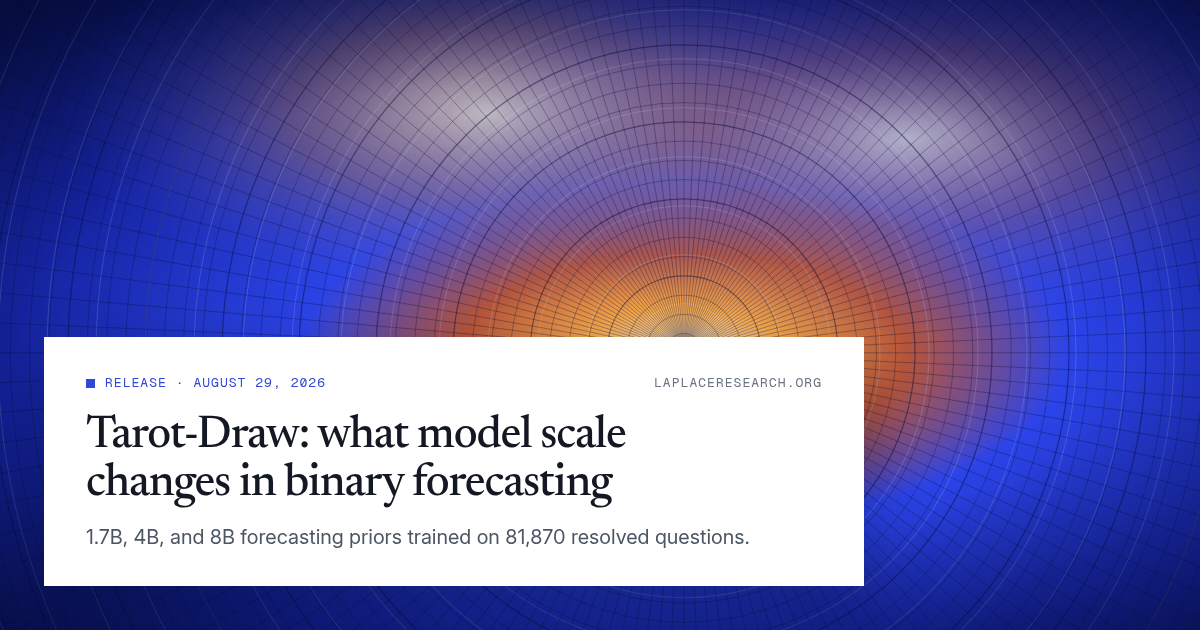 RELEASE · AUGUST 29, 2026
LAPLACERESEARCH.ORG
Tarot-Draw: what model scale
changes in binary forecasting
1.7B, 4B, and 8B forecasting priors trained on 81,870 resolved questions.